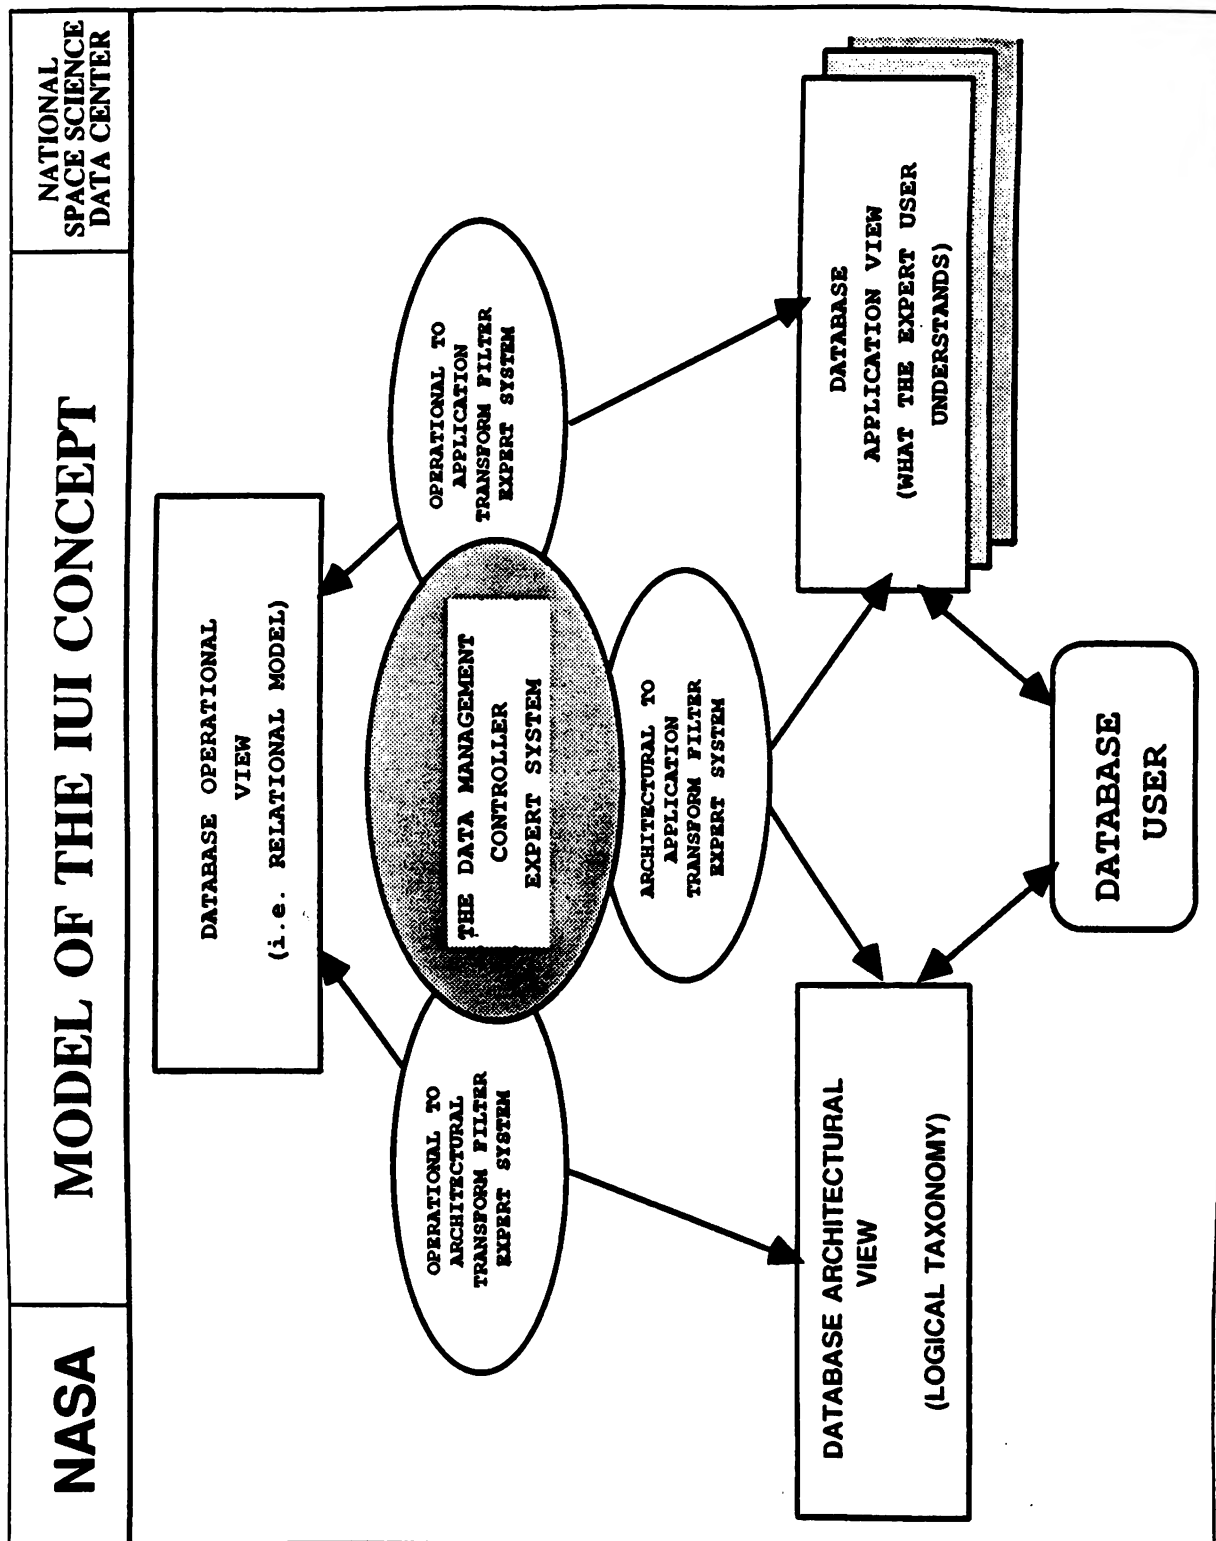 NASA
MODEL OF THE IUI CONCEPT
NATIONAL
SPACE SCIENCE
DATA CENTER
DATABASE OPERATIONAL
VIEW
(i.e. RELATIONAL MODEL)
OPERATIONAL TO
ARCHITECTURAL
TRANSFORM FILTER
EXPERT SYSTEM
THE DATA MANAGEMENT
CONTROLLER
EXPERT SYSTEM
OPERATIONAL TO
APPLICATION
TRANSFORM FILTER
EXPERT SYSTEM
ARCHITECTURAL TO
APPLICATION
TRANSFORM FILTER
EXPERT SYSTEM
DATABASE ARCHITECTURAL
VIEW
(LOGICAL TAXONOMY)
DATABASE
APPLICATION VIEW
(WHAT THE EXPERT USER
UNDERSTANDS)
DATABASE
USER